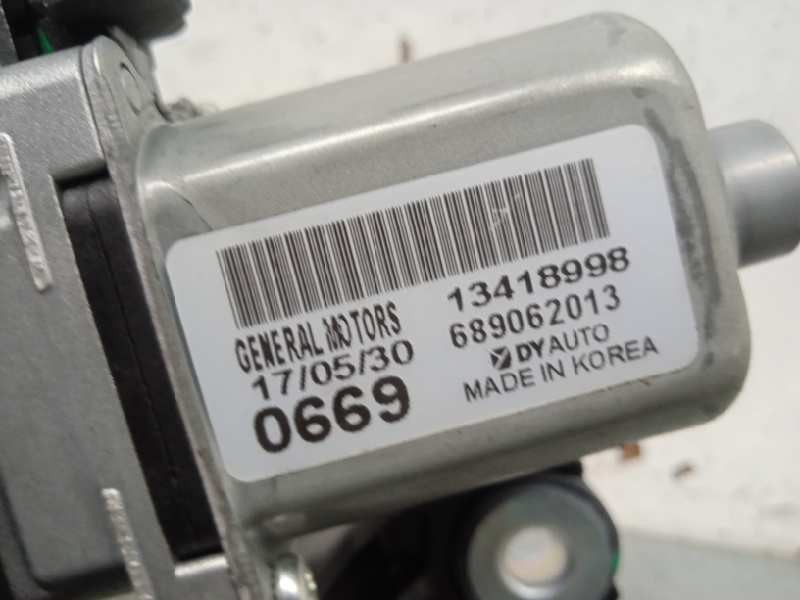 GENERAL MOTORS 13418998
17/05/30 689062013
0669 DY AUTO
MADE IN KOREA